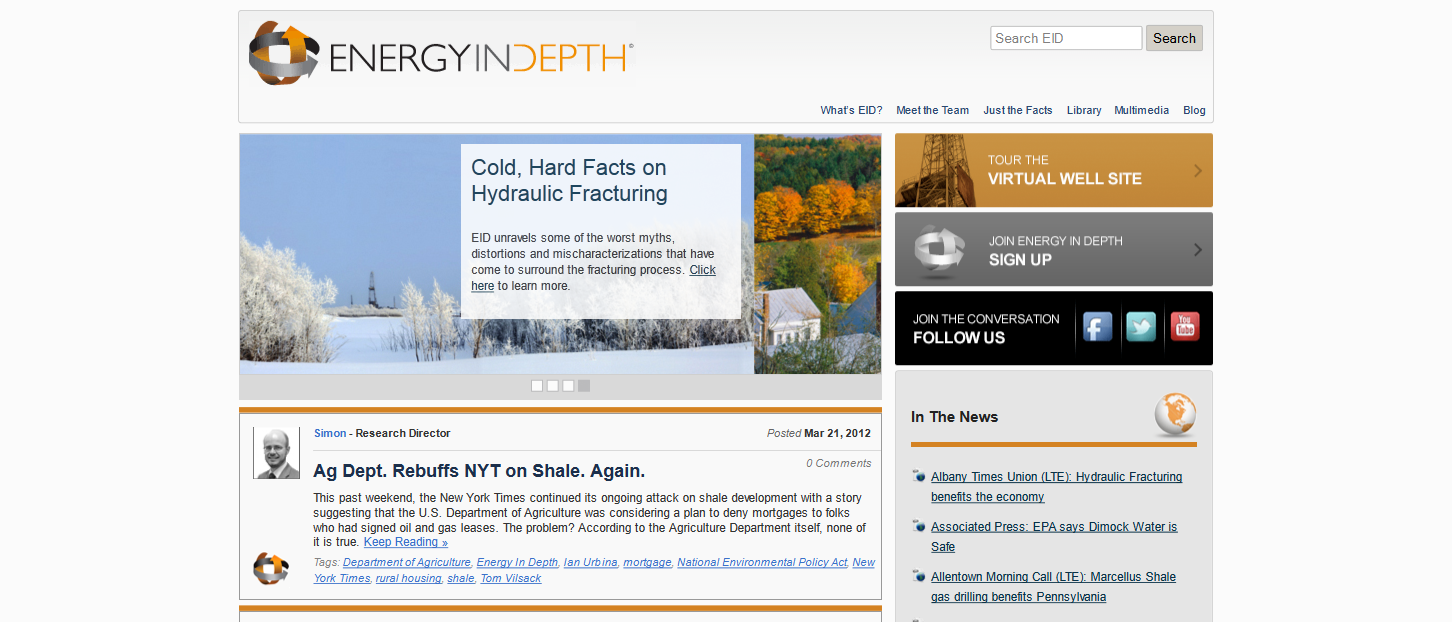 ENERGYINDEPTH
Search EID
Search
What's EID? Meet the Team Just the Facts Library Multimedia Blog
Cold, Hard Facts on
Hydraulic Fracturing
EID unravels some of the worst myths,
distortions and mischaracterizations that have
come to surround the fracturing process. Click
here to learn more.
TOUR THE
VIRTUAL WELL SITE
JOIN ENERGY IN DEPTH
SIGN UP
JOIN THE CONVERSATION
FOLLOW US
You
Tube
Simon - Research Director
Posted Mar 21, 2012
0 Comments
Ag Dept. Rebuffs NYT on Shale. Again.
This past weekend, the New York Times continued its ongoing attack on shale development with a story
suggesting that the U.S. Department of Agriculture was considering a plan to deny mortgages to folks
who had signed oil and gas leases. The problem? According to the Agriculture Department itself, none of
it is true. Keep Reading »
Tags: Department of Agriculture, Energy In Depth, Ian Urbina, mortgage, National Environmental Policy Act, New
York Times, rural housing, shale, Tom Vilsack
In The News
Albany Times Union (LTE): Hydraulic Fracturing
benefits the economy
Associated Press: EPA says Dimock Water is
Safe
Allentown Morning Call (LTE): Marcellus Shale
gas drilling benefits Pennsylvania